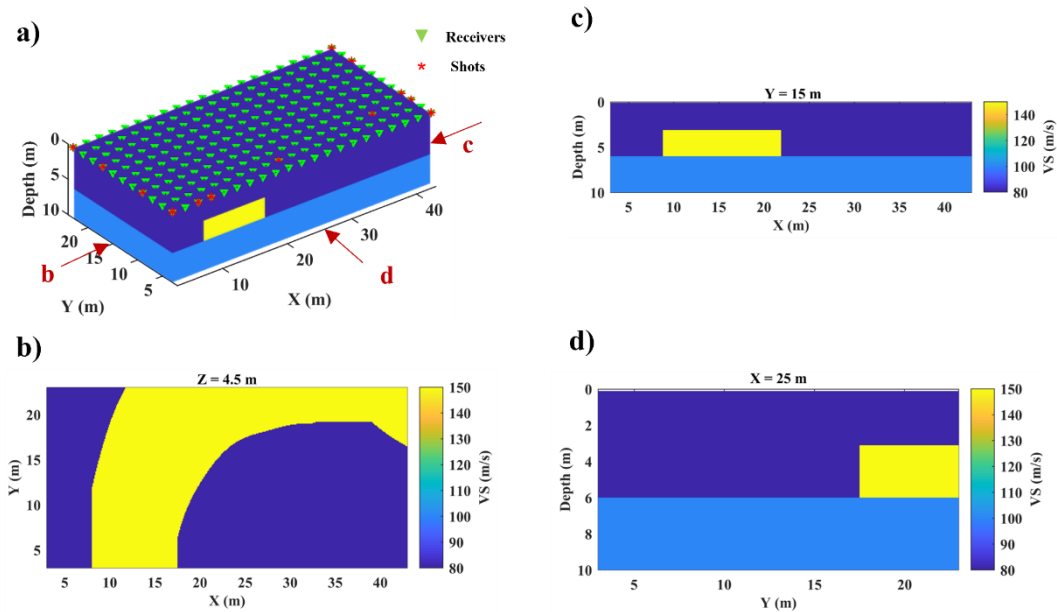 a)
Receivers
Shots
0
5
10
Depth (m)
20
15
10
5
Y (m)
10
20
30
40
X (m)
b
c
d
c)
Y = 15 m
0
5
10
Depth (m)
5 10 15 20 25 30 35 40
X (m)
140
120
100
80
VS (m/s)
b)
Z = 4.5 m
20
15
10
5
Y (m)
5 10 15 20 25 30 35 40
X (m)
150
140
130
120
110
100
90
80
VS (m/s)
d)
X = 25 m
0
2
4
6
8
10
Depth (m)
5 10 15 20
Y (m)
150
140
130
120
110
100
90
80
VS (m/s)